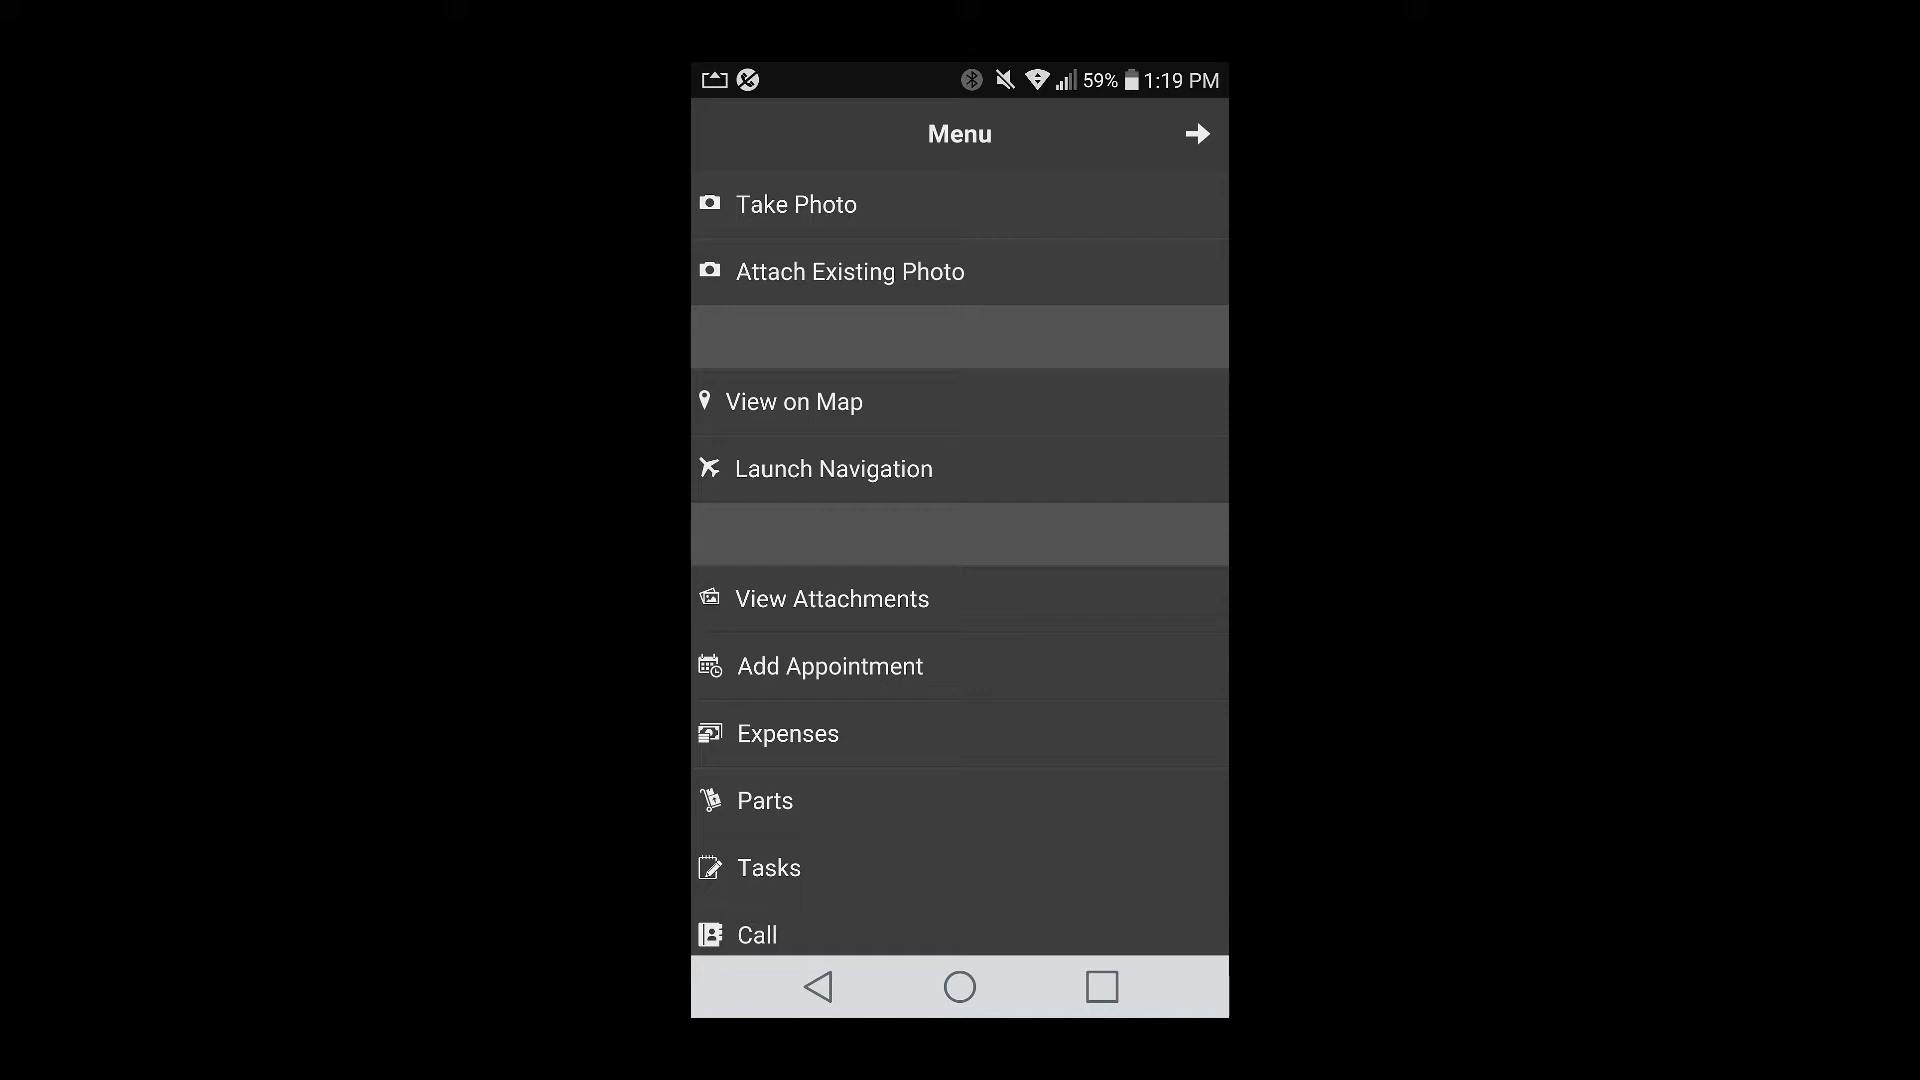 59% 1:19 PM
Menu
Take Photo
Attach Existing Photo
View on Map
Launch Navigation
View Attachments
Add Appointment
Expenses
Parts
Tasks
Call